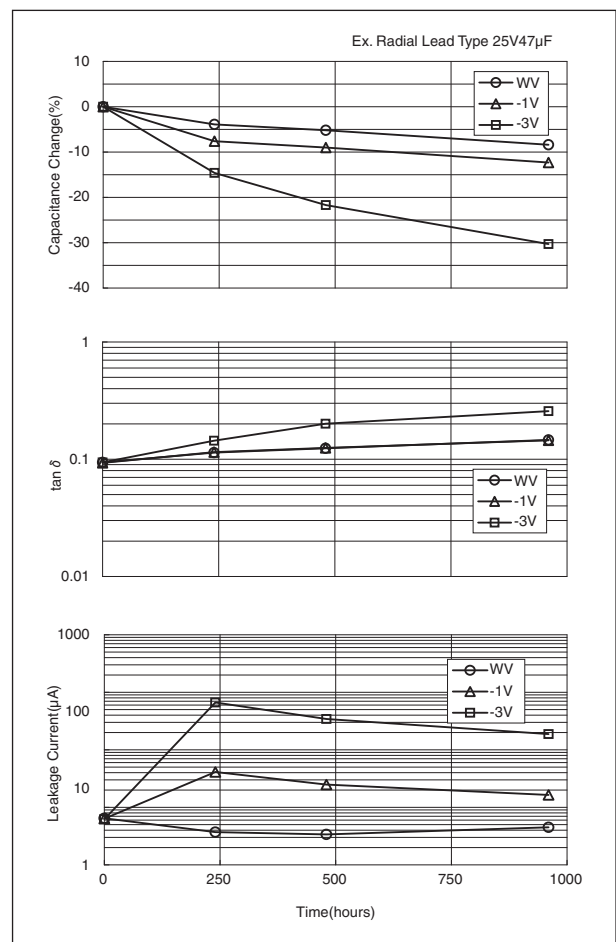 Ex. Radial Lead Type 25V47μF
10
0
-10
-20
-30
-40
Capacitance Change(%)
WV
-1V
-3V
1
0.1
0.01
tan δ
WV
-1V
-3V
1000
100
10
1
Leakage Current(μA)
WV
-1V
-3V
0 250 500 750 1000
Time(hours)